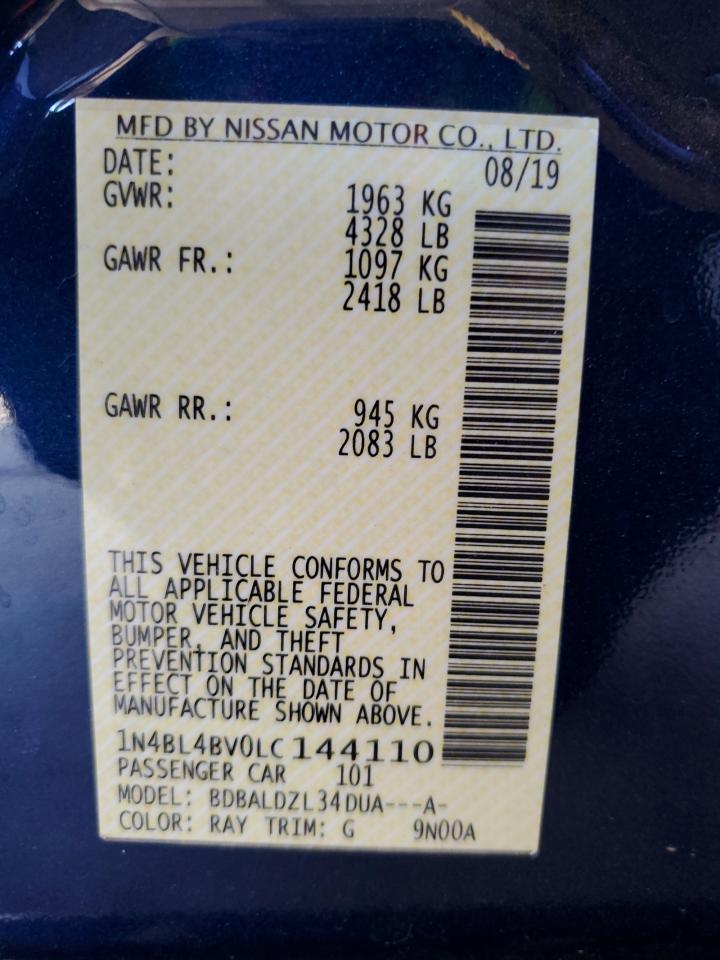 MFD BY NISSAN MOTOR CO., LTD.
DATE: 08/19
GVWR: 1963 KG
4328 LB
GAWR FR.: 1097 KG
2418 LB
GAWR RR.: 945 KG
2083 LB
THIS VEHICLE CONFORMS TO
ALL APPLICABLE FEDERAL
MOTOR VEHICLE SAFETY,
BUMPER, AND THEFT
PREVENTION STANDARDS IN
EFFECT ON THE DATE OF
MANUFACTURE SHOWN ABOVE.
1N4BL4BV0LC144110
PASSENGER CAR 101
MODEL: BDBALDZL34DUA---A-
COLOR: RAY TRIM: G 9N00A